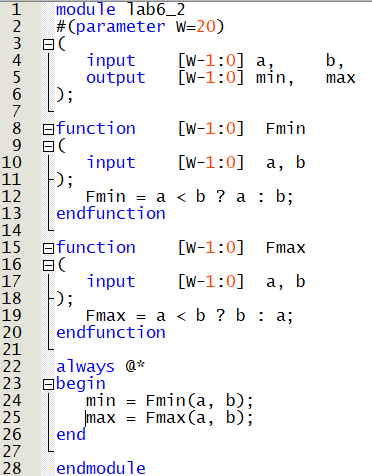 1 module lab6_2
2 #(parameter W=20)
3 (
4 input [W-1:0] a, b,
5 output [W-1:0] min, max
6 );
7
8 function [W-1:0] Fmin
9 (
10 input [W-1:0] a, b
11 );
12 Fmin = a < b ? a : b;
13 endfunction
14
15 function [W-1:0] Fmax
16 (
17 input [W-1:0] a, b
18 );
19 Fmax = a < b ? b : a;
20 endfunction
21
22 always @*
23 begin
24 min = Fmin(a, b);
25 max = Fmax(a, b);
26 end
27
28 endmodule